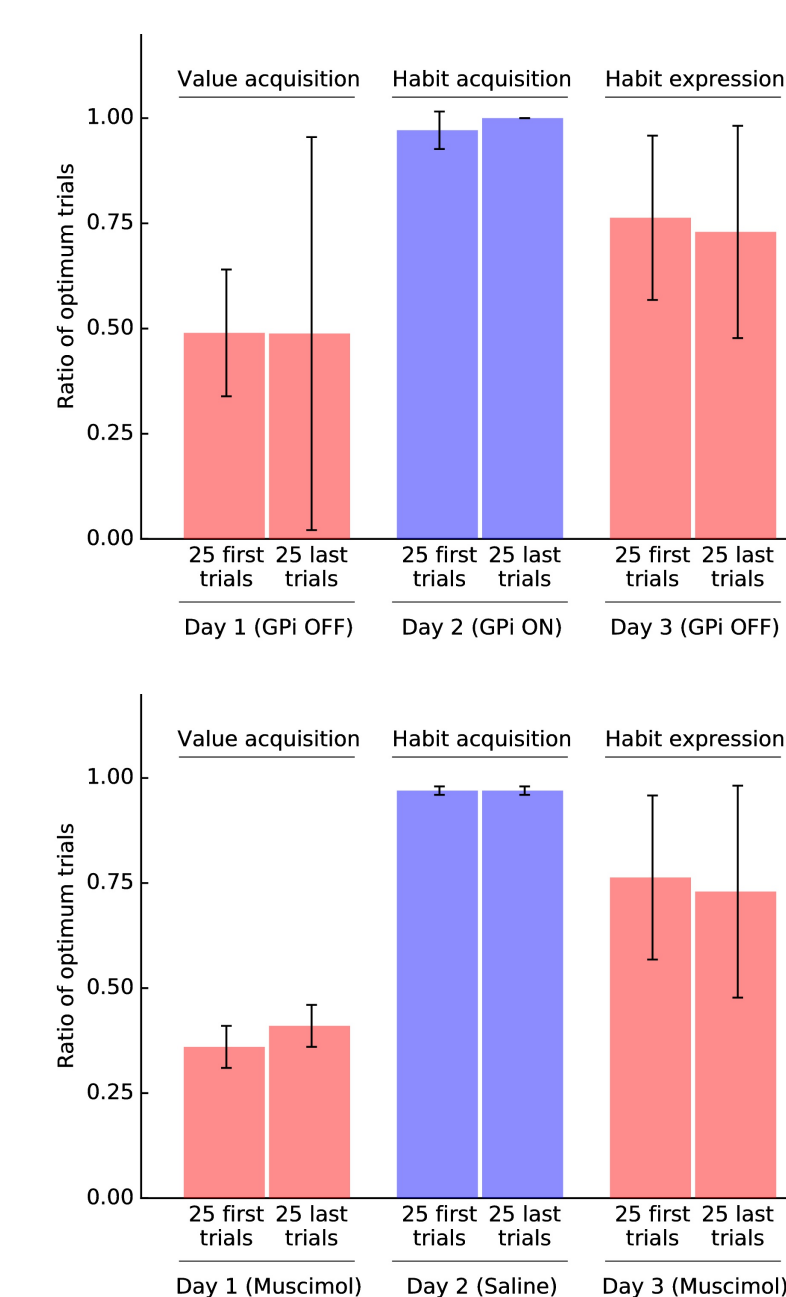 Value acquisition Habit acquisition Habit expression
Ratio of optimum trials
1.00
0.75
0.50
0.25
0.00
25 first 25 last 25 first 25 last 25 first 25 last
trials trials trials trials trials trials
Day 1 (GPi OFF) Day 2 (GPi ON) Day 3 (GPi OFF)
Value acquisition Habit acquisition Habit expression
Ratio of optimum trials
1.00
0.75
0.50
0.25
0.00
25 first 25 last 25 first 25 last 25 first 25 last
trials trials trials trials trials trials
Day 1 (Muscimol) Day 2 (Saline) Day 3 (Muscimol)